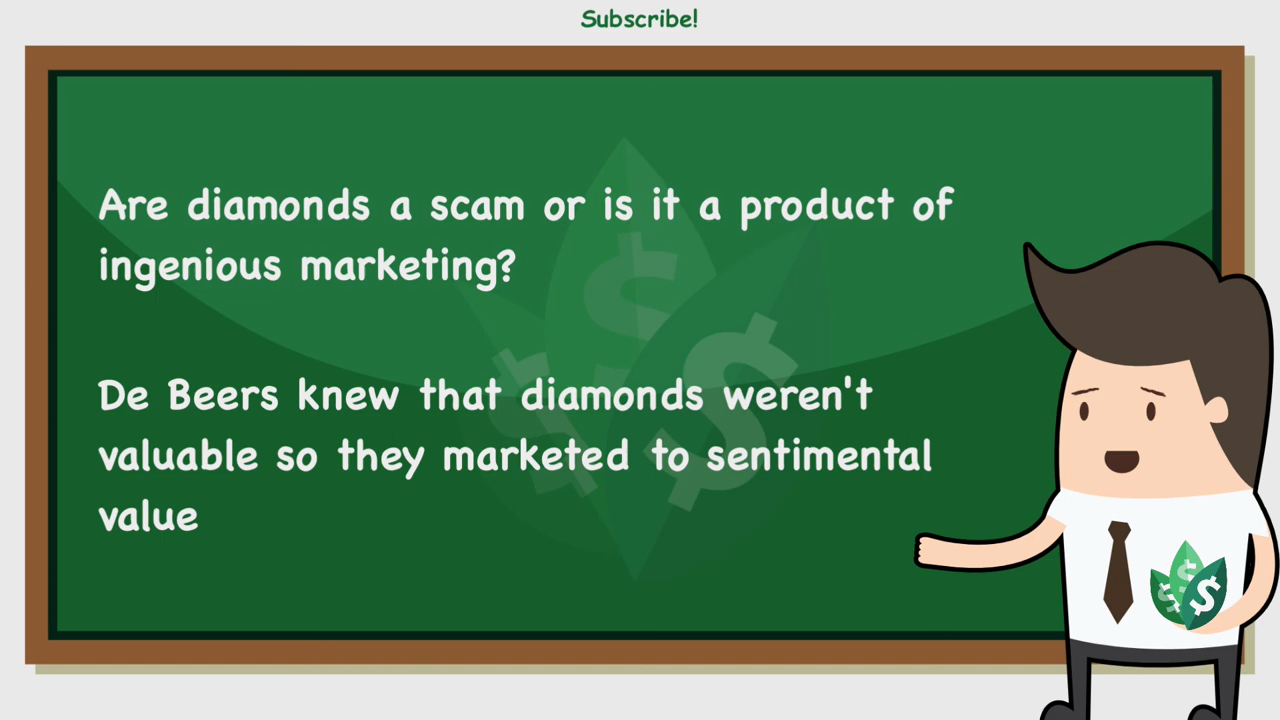 Subscribe!
Are diamonds a scam or is it a product of
ingenious marketing?
De Beers knew that diamonds weren't
valuable so they marketed to sentimental
value